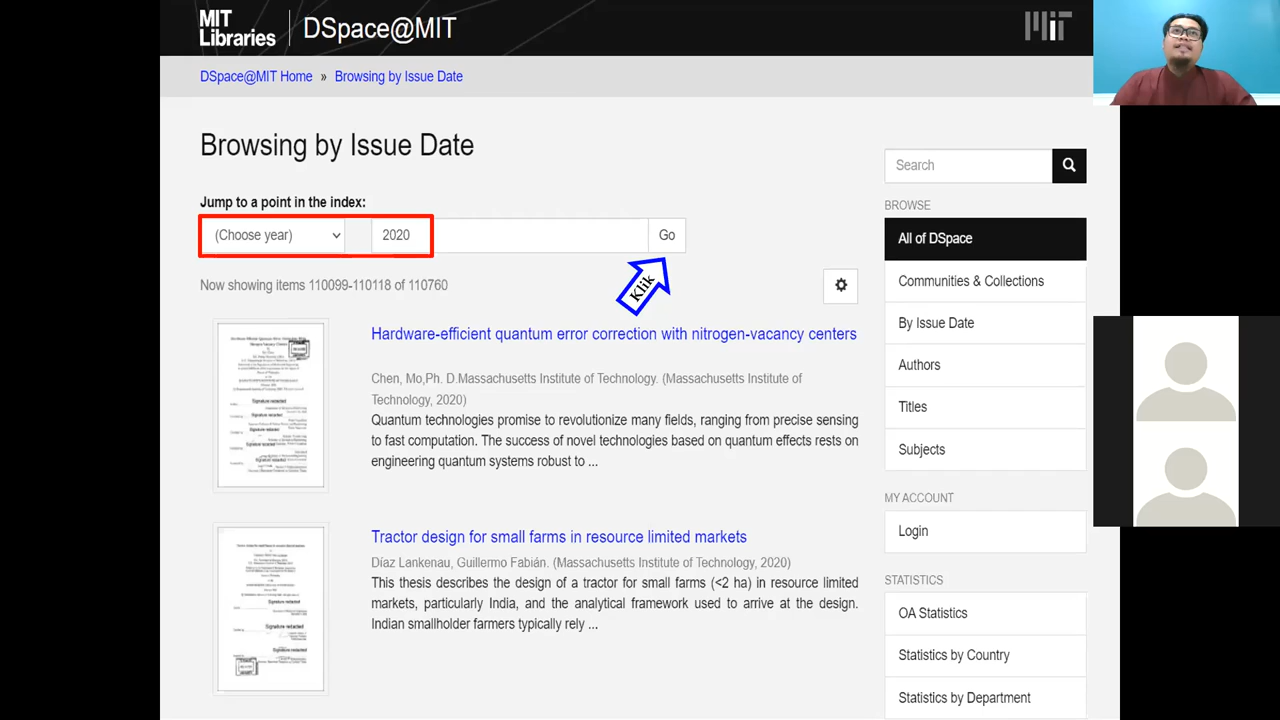 MIT
Libraries
DSpace@MIT
DSpace@MIT Home » Browsing by Issue Date
Browsing by Issue Date
Jump to a point in the index:
(Choose year) 2020 Go
Klik
Now showing items 110099-110118 of 110760
Hardware-efficient quantum error correction with nitrogen-vacancy centers
Chen, Mo,Ph. D.Massachusetts Institute of Technology. (Massachusetts Institute of
Technology, 2020)
Quantum technologies promise to revolutionize many fields, ranging from precise sensing
to fast computation. The success of novel technologies based on quantum effects rests on
engineering quantum systems robust to ...
Signature redacted
Tractor design for small farms in resource limited markets
Díaz Lankenau, Guillermo Fabián. (Massachusetts Institute of Technology, 2020)
This thesis describes the design of a tractor for small farms (~2 ha) in resource limited
markets, particularly India, and the analytical framework used to arrive at the design.
Indian smallholder farmers typically rely ...
Signature redacted
Signature redacted
Signature redacted
Search
BROWSE
All of DSpace
Communities & Collections
By Issue Date
Authors
Titles
Subjects
MY ACCOUNT
Login
STATISTICS
OA Statistics
Statistics by Country
Statistics by Department